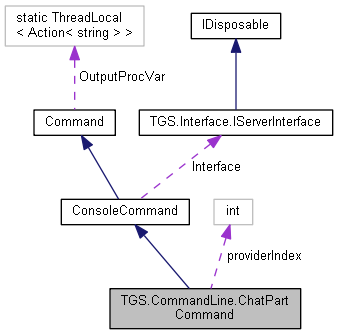 static ThreadLocal
< Action< string > >
IDisposable
OutputProcVar
Command
TGS.Interface.IServerInterface
Interface
ConsoleCommand
int
providerIndex
TGS.CommandLine.ChatPart
Command